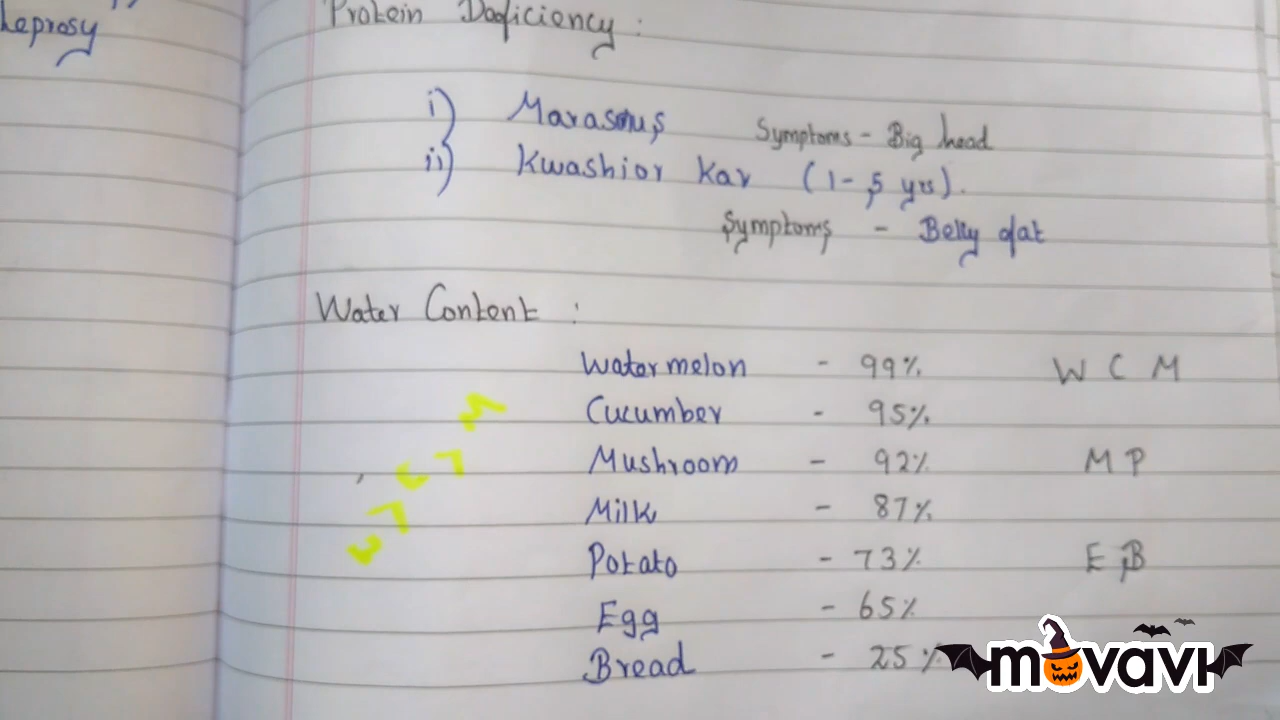 Leprosy
Protein Deficiency :
i) Marasmus Symptoms - Big head
ii) Kwashior Kar (1-5 yrs).
Symptoms - Belly fat
Water Content :
Watermelon - 99% W C M
Cucumber - 95%
Mushroom - 92% M P
Milk - 87%
Potato - 73% E B
Egg - 65%
Bread - 25%
movavi